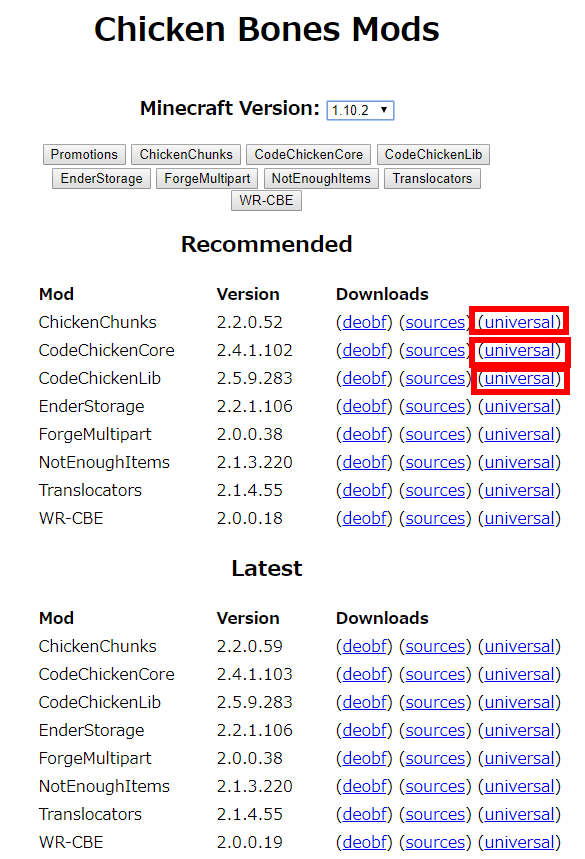 Chicken Bones Mods
Minecraft Version: 1.10.2
Promotions ChickenChunks CodeChickenCore CodeChickenLib
EnderStorage ForgeMultipart NotEnoughItems Translocators
WR-CBE
Recommended
Mod Version Downloads
ChickenChunks 2.2.0.52 (deobf) (sources) (universal)
CodeChickenCore 2.4.1.102 (deobf) (sources) (universal)
CodeChickenLib 2.5.9.283 (deobf) (sources) (universal)
EnderStorage 2.2.1.106 (deobf) (sources) (universal)
ForgeMultipart 2.0.0.38 (deobf) (sources) (universal)
NotEnoughItems 2.1.3.220 (deobf) (sources) (universal)
Translocators 2.1.4.55 (deobf) (sources) (universal)
WR-CBE 2.0.0.18 (deobf) (sources) (universal)
Latest
Mod Version Downloads
ChickenChunks 2.2.0.59 (deobf) (sources) (universal)
CodeChickenCore 2.4.1.103 (deobf) (sources) (universal)
CodeChickenLib 2.5.9.283 (deobf) (sources) (universal)
EnderStorage 2.2.1.106 (deobf) (sources) (universal)
ForgeMultipart 2.0.0.38 (deobf) (sources) (universal)
NotEnoughItems 2.1.3.220 (deobf) (sources) (universal)
Translocators 2.1.4.55 (deobf) (sources) (universal)
WR-CBE 2.0.0.19 (deobf) (sources) (universal)